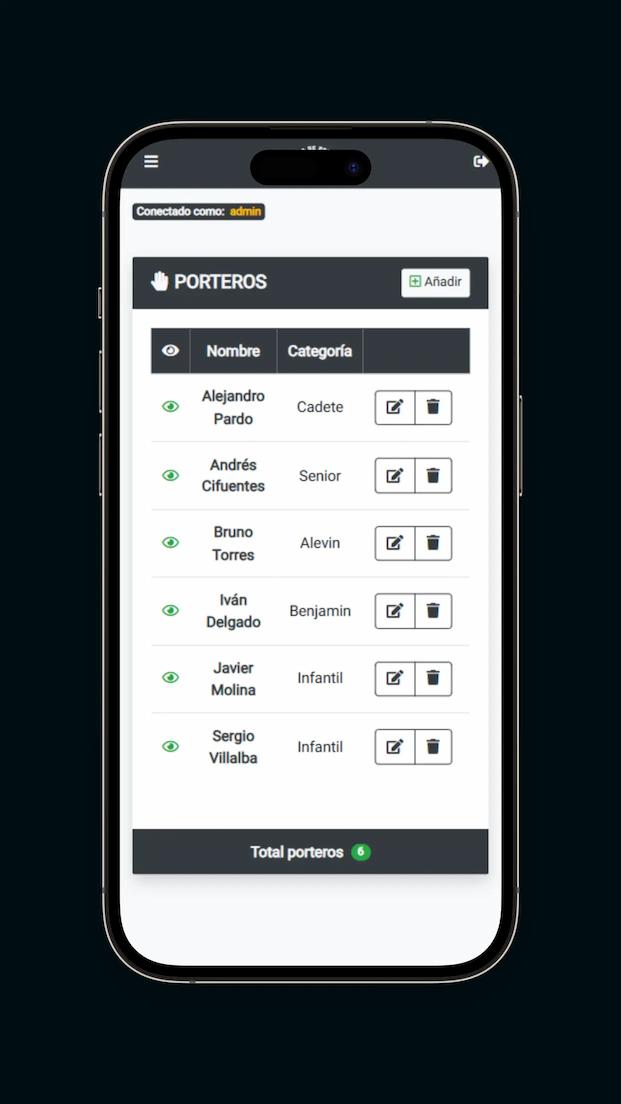 Conectado como: admin
PORTEROS
Añadir
Nombre Categoría
Alejandro
Pardo
Cadete
Andrés
Cifuentes
Senior
Bruno
Torres
Alevin
Iván
Delgado
Benjamin
Javier
Molina
Infantil
Sergio
Villalba
Infantil
Total porteros 6